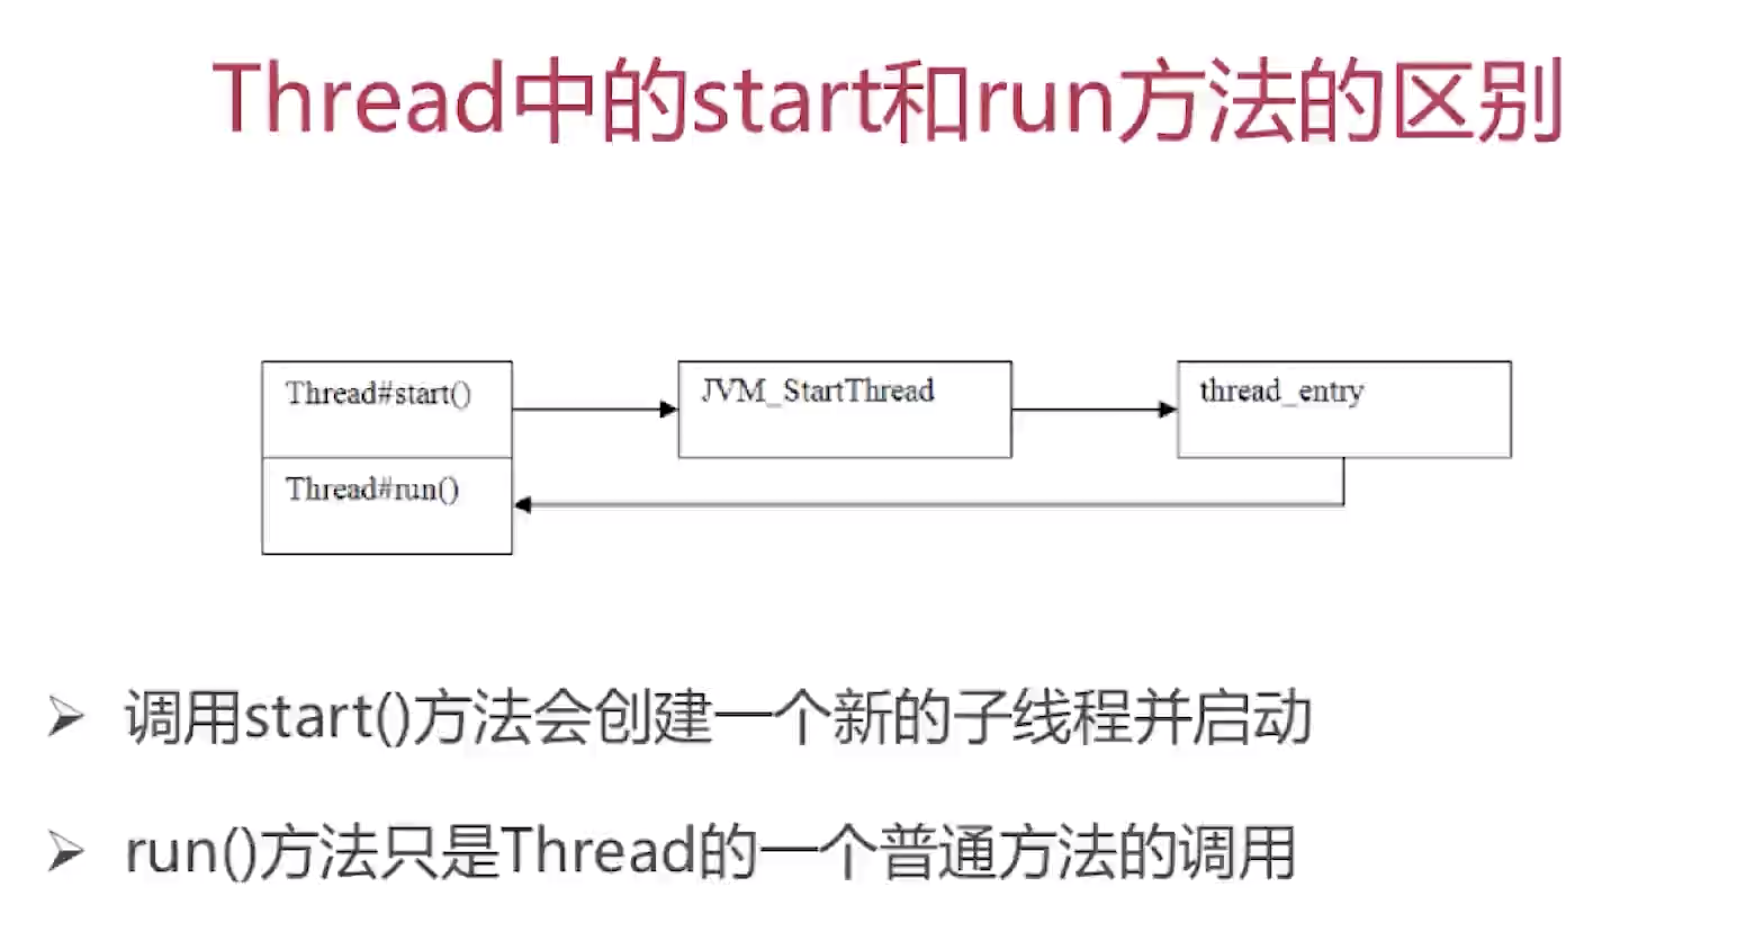 Thread中的start和run方法的区别
Thread#start()
JVM_StartThread
thread_entry
Thread#run()
调用start()方法会创建一个新的子线程并启动
run()方法只是Thread的一个普通方法的调用